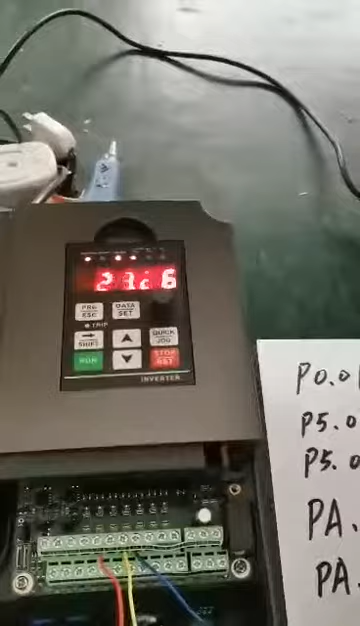 PRG
ESC
DATA
SET
TRIP
SHIFT
QUICK
JOG
RUN
STOP
RST
INVERTER
P0.0
P5.0
P5.0
PA.
PA.